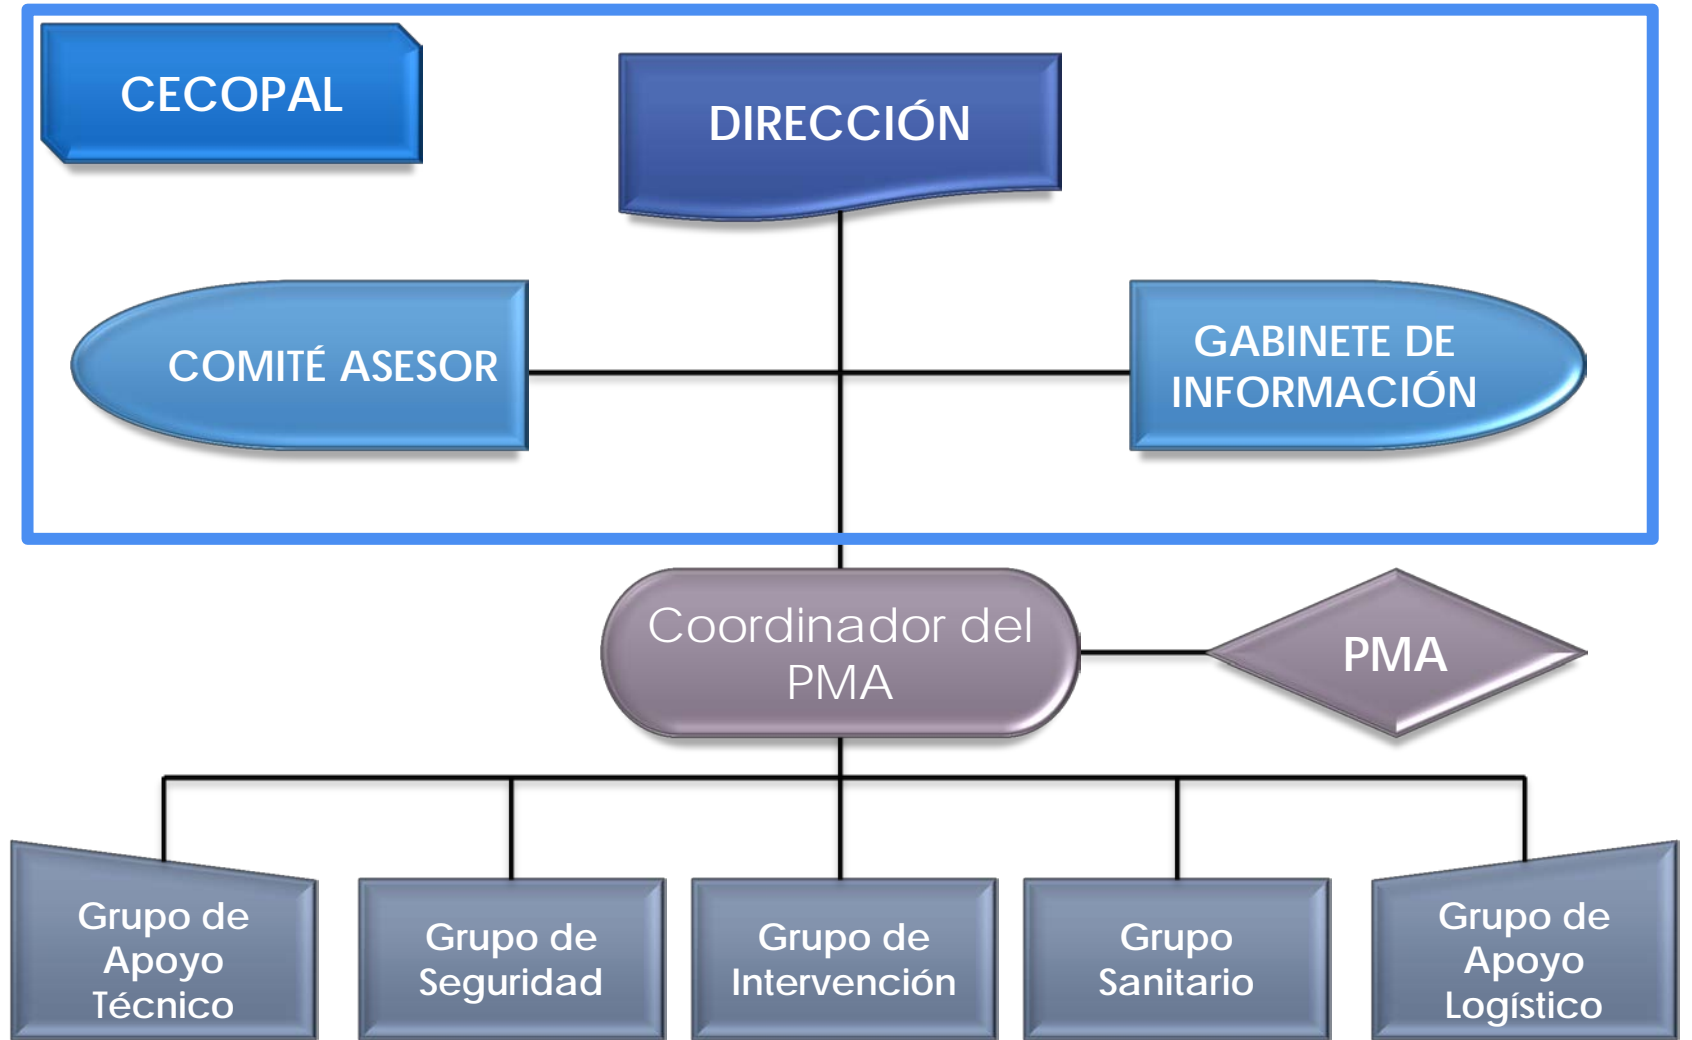 CECOPAL
DIRECCIÓN
COMITÉ ASESOR
GABINETE DE
INFORMACIÓN
Coordinador del
PMA
PMA
Grupo de
Apoyo
Técnico
Grupo de
Seguridad
Grupo de
Intervención
Grupo
Sanitario
Grupo de
Apoyo
Logístico